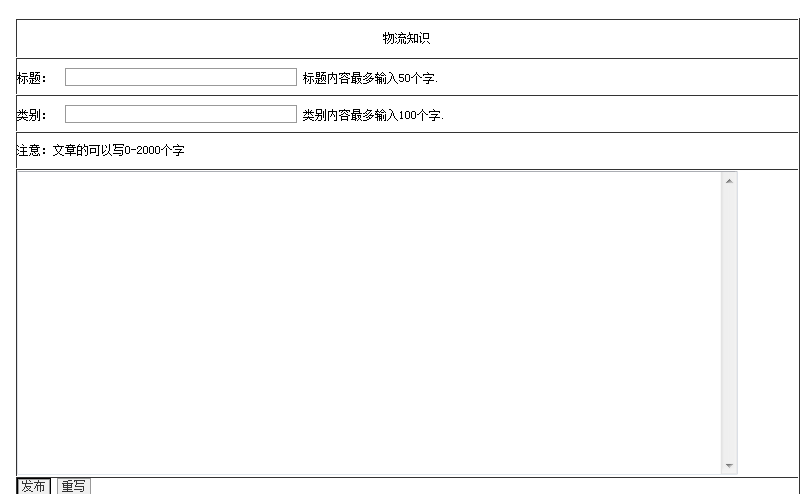 物流知识
标题： 标题内容最多输入50个字.
类别： 类别内容最多输入100个字.
注意：文章的可以写0-2000个字
发布 重写